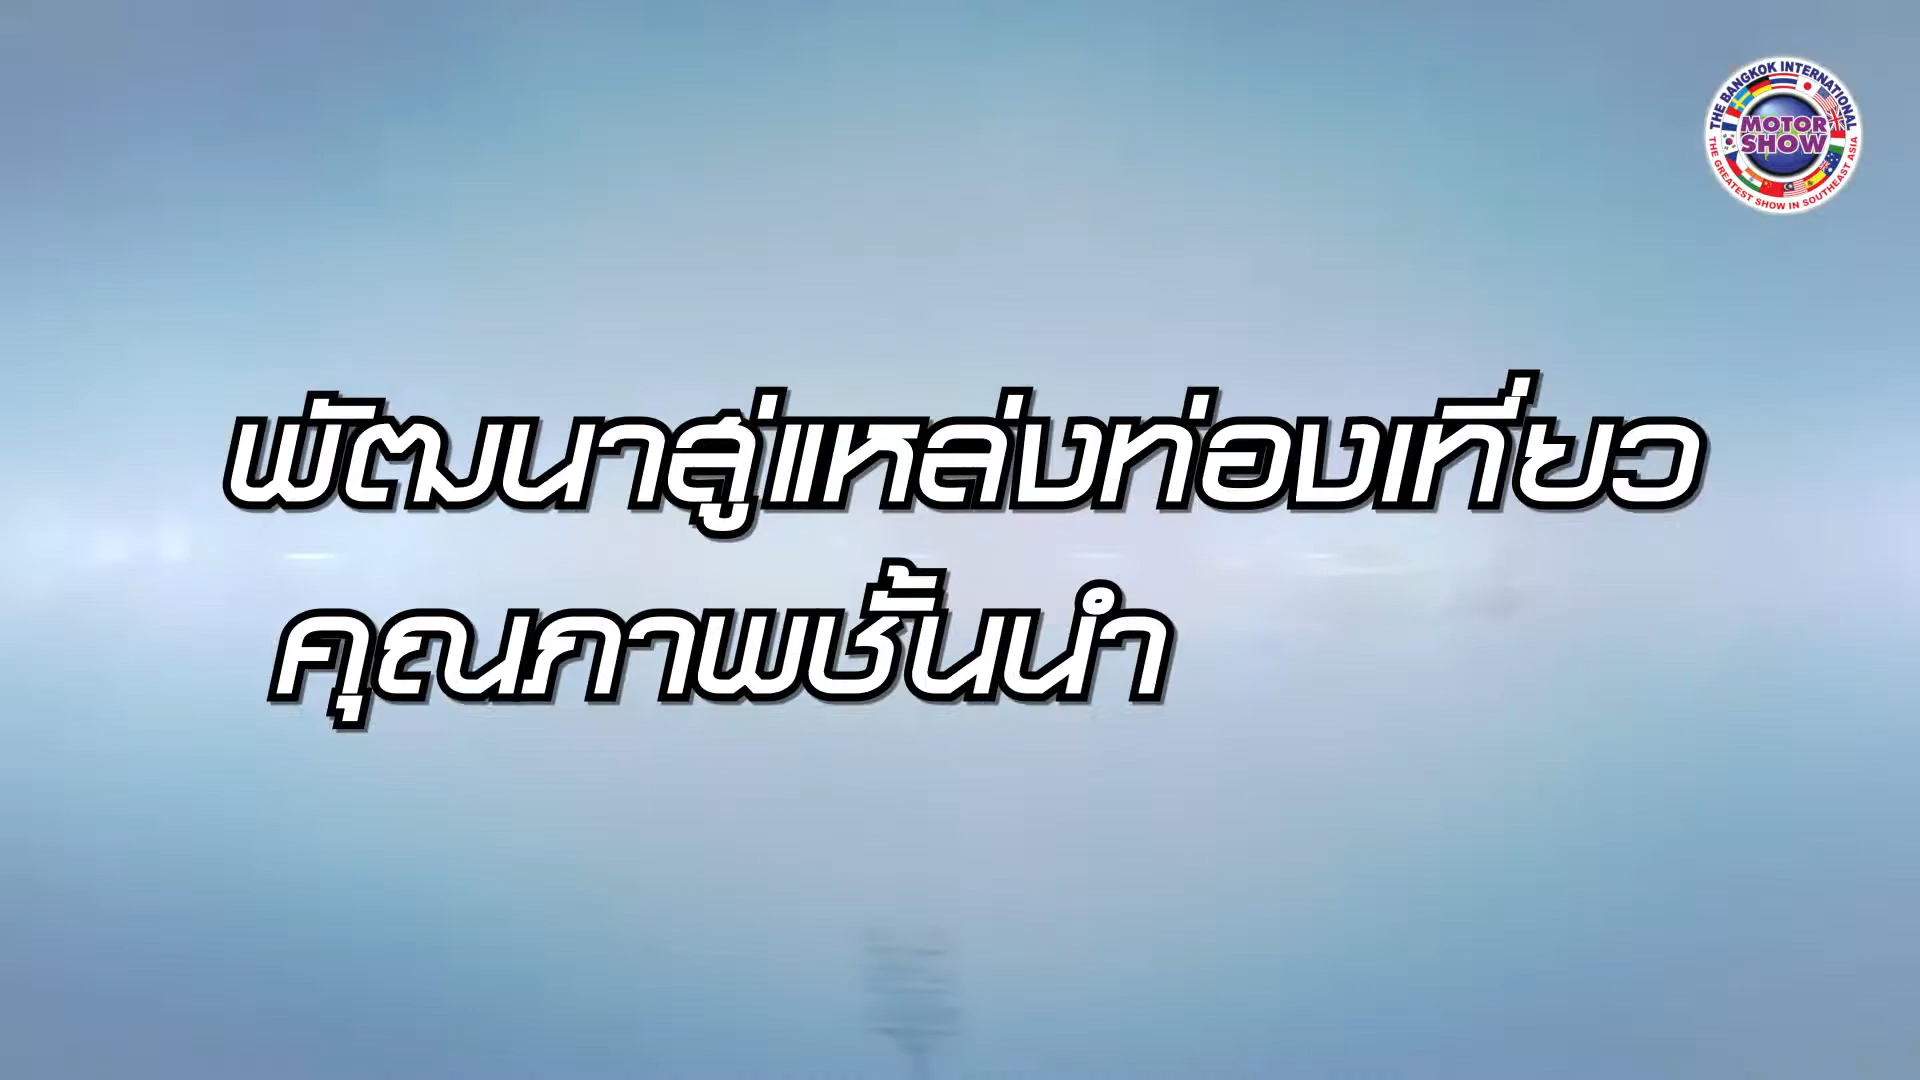 THE BANGKOK INTERNATIONAL
MOTOR
SHOW
THE GREATEST SHOW IN SOUTHEAST ASIA
พัฒนาสู่แหล่งท่องเที่ยว
คุณภาพชั้นนำ